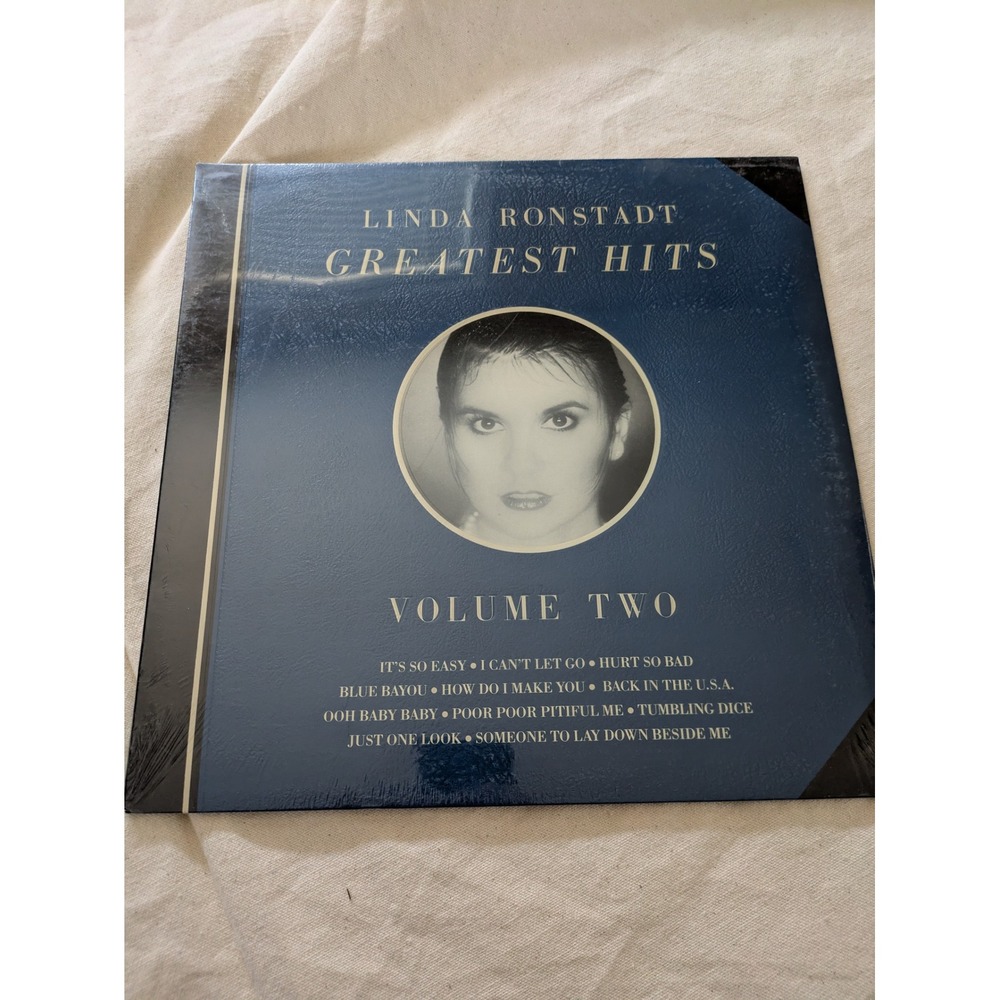 LINDA RONSTADT
GREATEST HITS
VOLUME TWO
IT'S SO EASY • I CAN'T LET GO • HURT SO BAD
BLUE BAYOU • HOW DO I MAKE YOU • BACK IN THE U.S.A.
OOH BABY BABY • POOR POOR PITIFUL ME • TUMBLING DICE
JUST ONE LOOK • SOMEONE TO LAY DOWN BESIDE ME